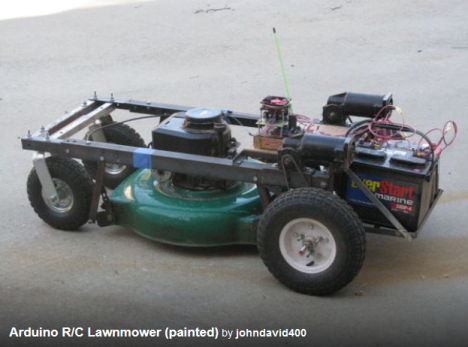 EverStart
MARINE
Arduino R/C Lawnmower (painted) by johndavid400